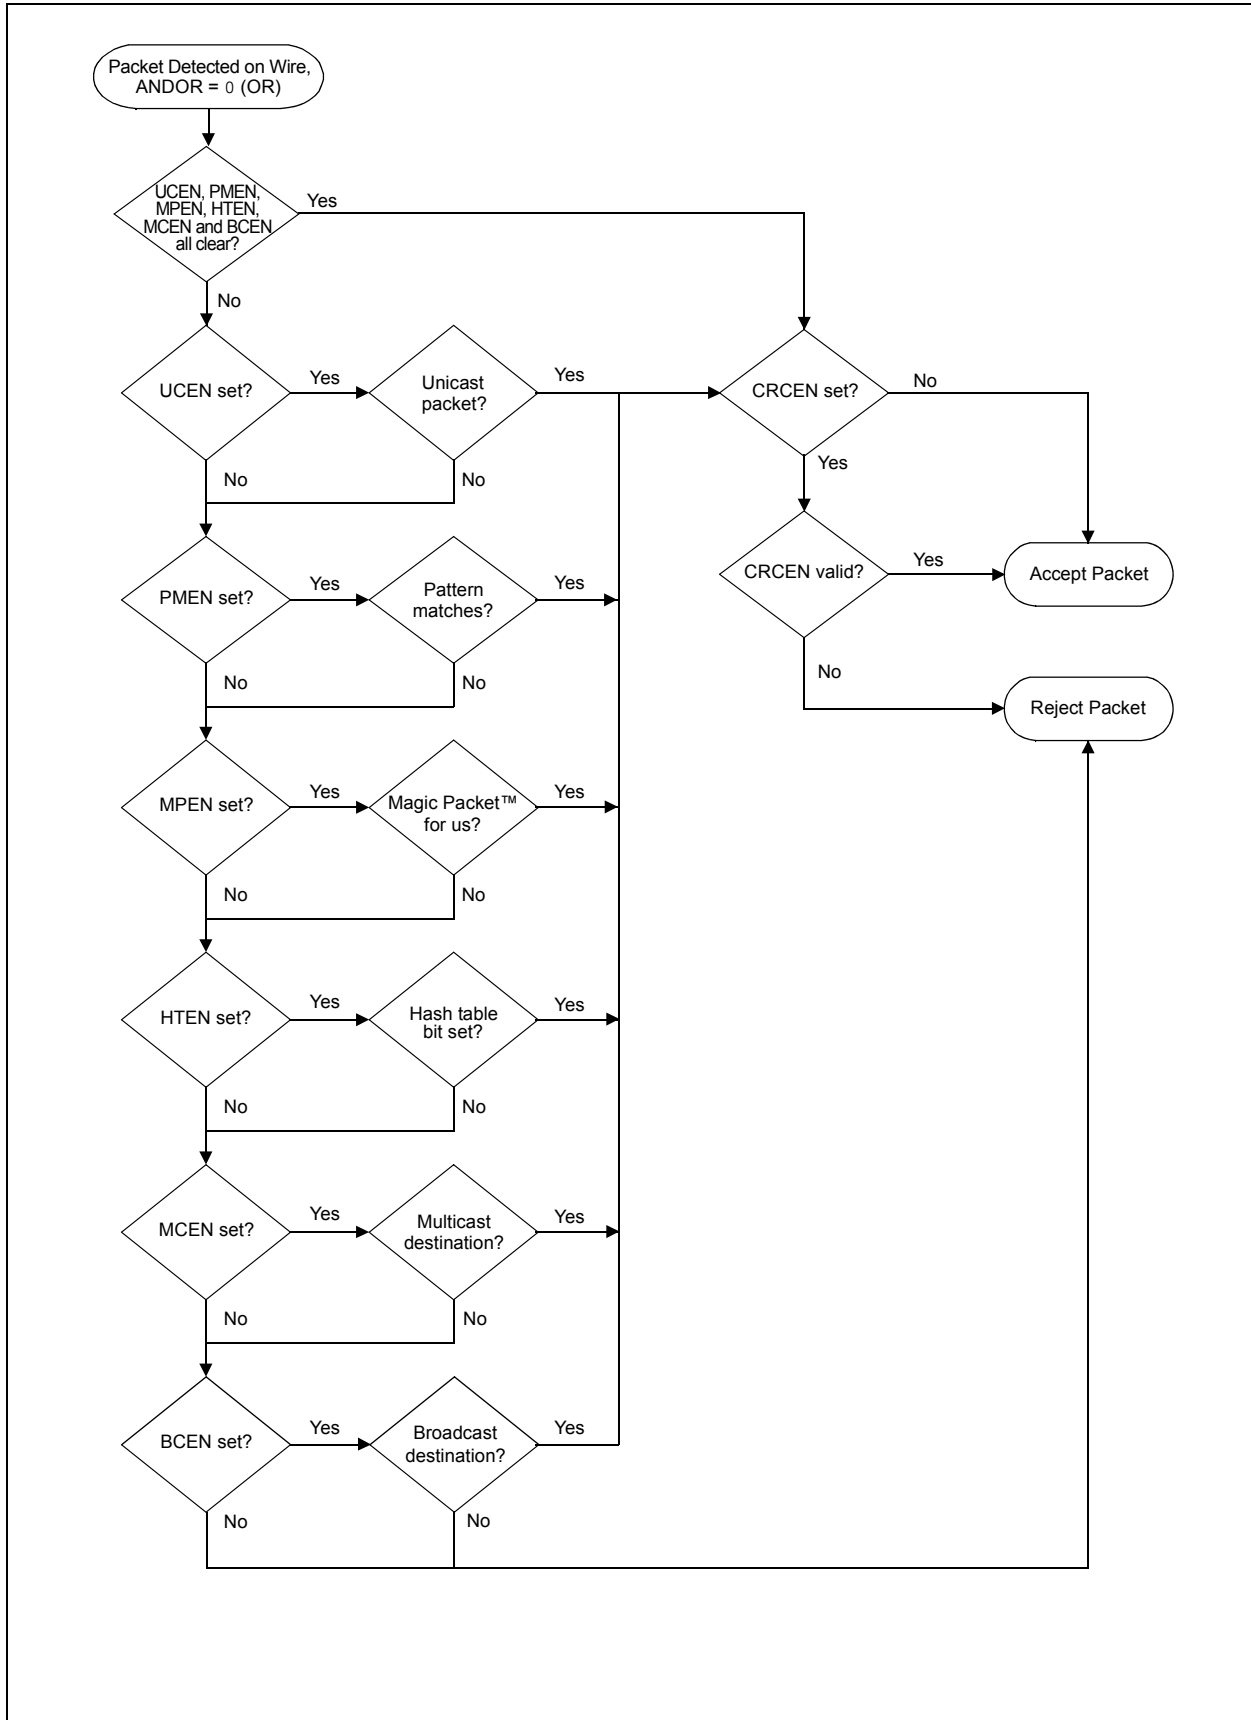 Packet Detected on Wire,
ANDOR = 0 (OR)
UCEN, PMEN,
MPEN, HTEN,
MCEN and BCEN
all clear?
Yes
No
UCEN set?
Yes
Unicast
packet?
Yes
CRCEN set?
No
No
No
Yes
PMEN set?
Yes
Pattern
matches?
Yes
CRCEN valid?
Yes
Accept Packet
No
No
No
Reject Packet
MPEN set?
Yes
Magic Packet™
for us?
Yes
No
No
HTEN set?
Yes
Hash table
bit set?
Yes
No
No
MCEN set?
Yes
Multicast
destination?
Yes
No
No
BCEN set?
Yes
Broadcast
destination?
Yes
No
No